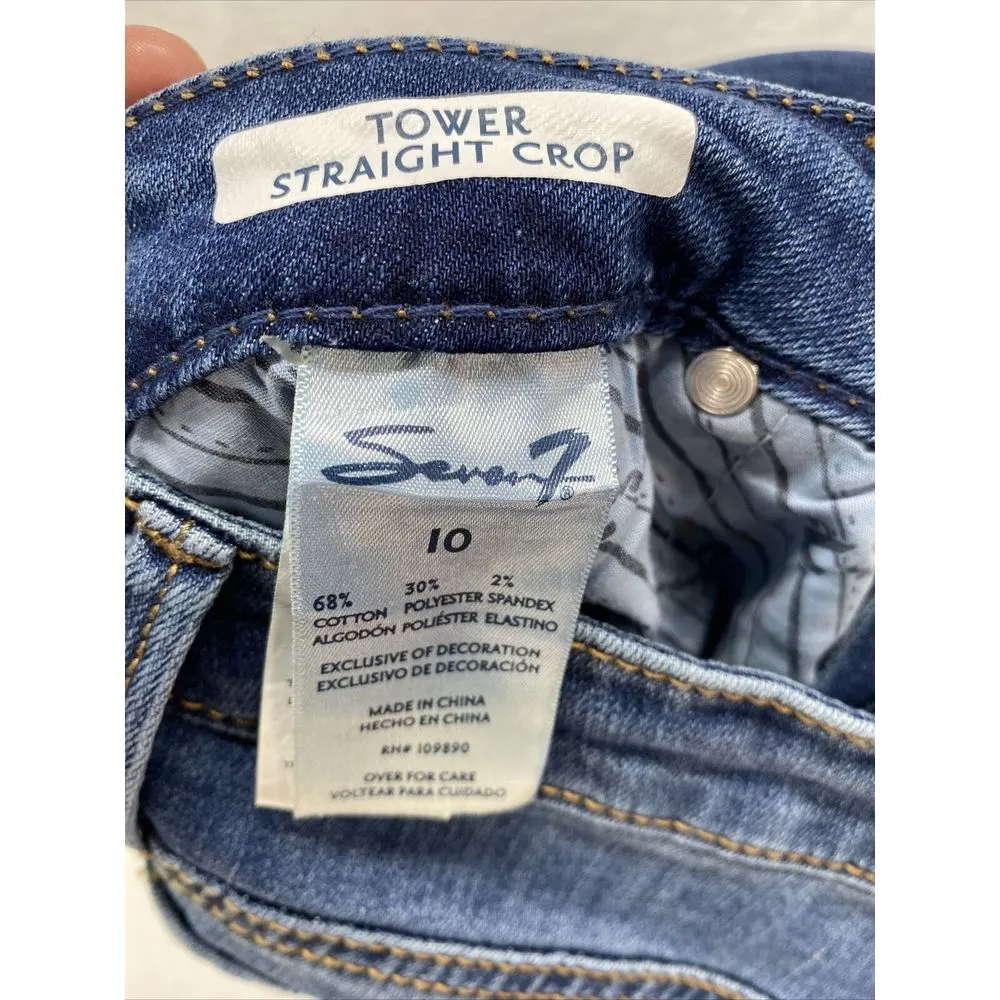 TOWER
STRAIGHT CROP
Seven7®
10
68% 30% 2%
COTTON POLYESTER SPANDEX
ALGODÓN POLIÉSTER ELASTINO
EXCLUSIVE OF DECORATION
EXCLUSIVO DE DECORACIÓN
MADE IN CHINA
HECHO EN CHINA
RN# 109890
OVER FOR CARE
VOLTEAR PARA CUIDADO